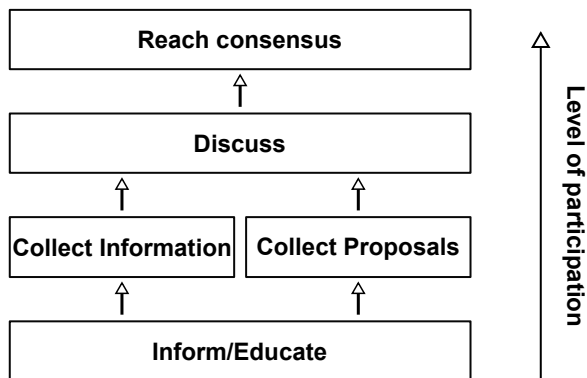 Reach consensus
Discuss
Collect Information
Collect Proposals
Inform/Educate
Level of participation